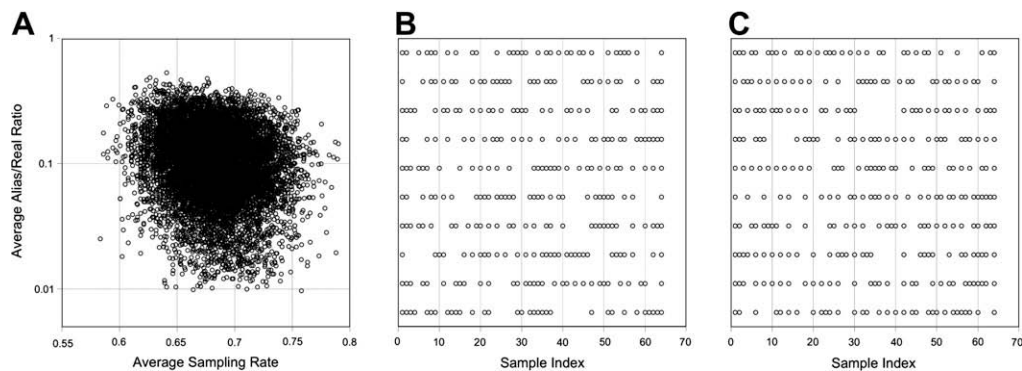 A
B
C
1
0.1
0.01
Average Alias/Real Ratio
0.55 0.6 0.65 0.7 0.75 0.8
Average Sampling Rate
0 10 20 30 40 50 60 70
Sample Index
0 10 20 30 40 50 60 70
Sample Index